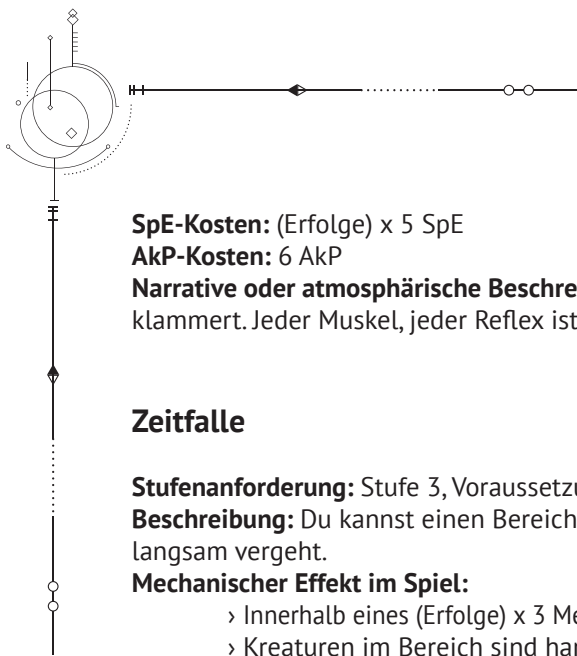 SpE-Kosten: (Erfolge) x 5 SpE
AkP-Kosten: 6 AkP
Narrative oder atmosphärische Beschre
klammert. Jeder Muskel, jeder Reflex ist
Zeitfalle
Stufenanforderung: Stufe 3, Voraussetzu
Beschreibung: Du kannst einen Bereich
langsam vergeht.
Mechanischer Effekt im Spiel:
› Innerhalb eines (Erfolge) x 3 Me
› Kreaturen im Bereich sind han